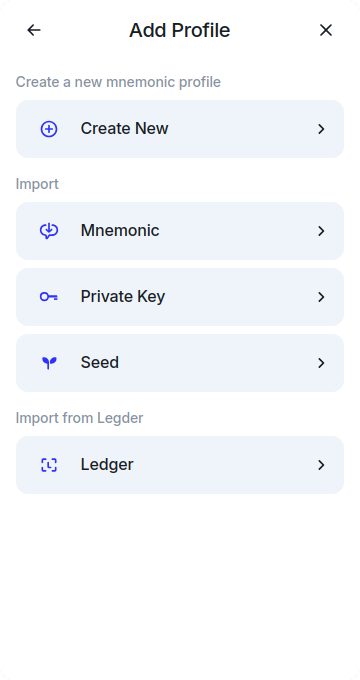 Add Profile
Create a new mnemonic profile
Create New
Import
Mnemonic
Private Key
Seed
Import from Legder
Ledger